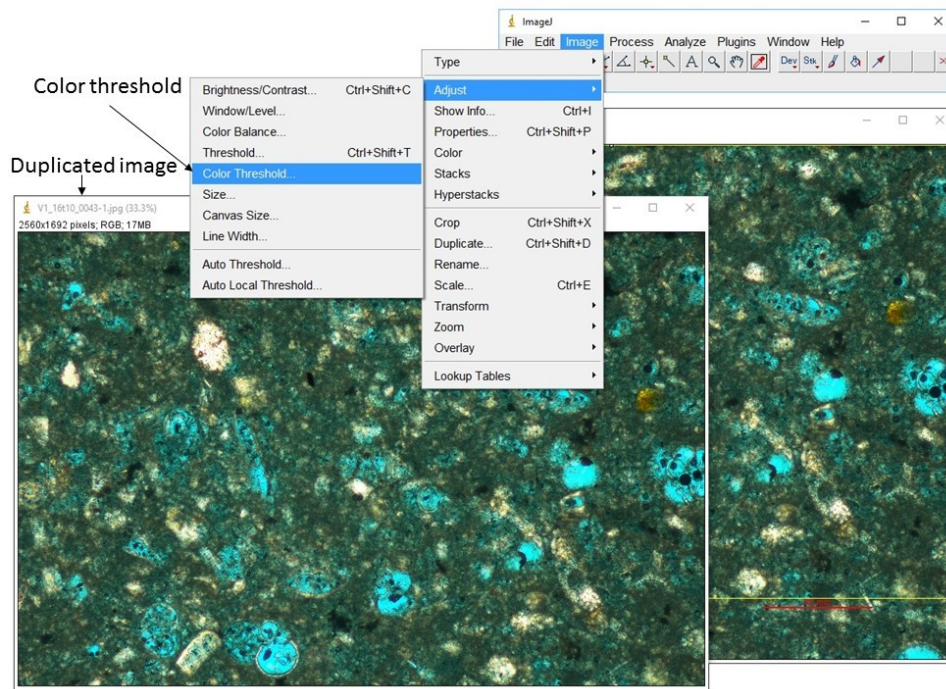 ImageJ
File Edit Image Process Analyze Plugins Window Help
Dev Stk
Type
Adjust
Show Info... Ctrl+I
Properties... Ctrl+Shift+P
Color
Stacks
Hyperstacks
Crop Ctrl+Shift+X
Duplicate... Ctrl+Shift+D
Rename...
Scale... Ctrl+E
Transform
Zoom
Overlay
Lookup Tables
Color threshold
Brightness/Contrast... Ctrl+Shift+C
Window/Level...
Color Balance...
Threshold... Ctrl+Shift+T
Color Threshold...
Size...
Canvas Size...
Line Width...
Auto Threshold...
Auto Local Threshold...
Duplicated image
V1_16t10_0043-1.jpg (33.3%)
2560x1692 pixels; RGB; 17MB